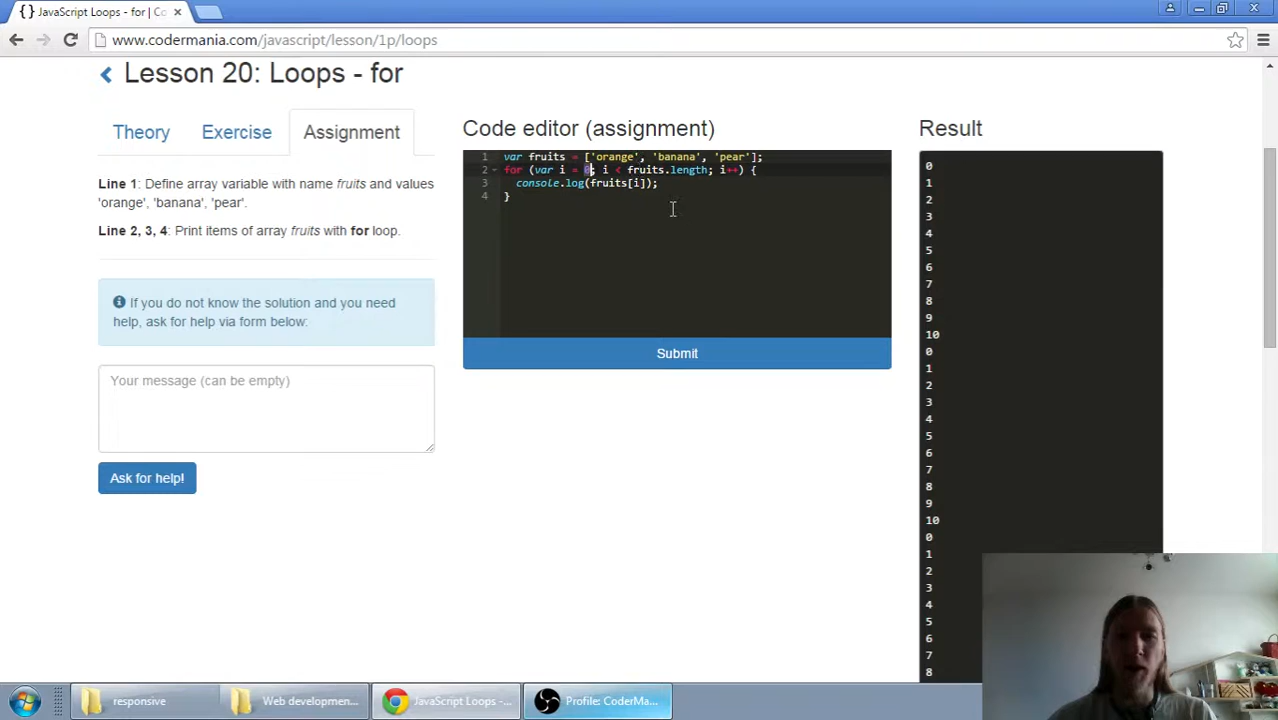 { } JavaScript Loops - for | Co
www.codermania.com/javascript/lesson/1p/loops
Lesson 20: Loops - for
Theory
Exercise
Assignment
Line 1: Define array variable with name fruits and values
'orange', 'banana', 'pear'.
Line 2, 3, 4: Print items of array fruits with for loop.
If you do not know the solution and you need
help, ask for help via form below:
Your message (can be empty)
Ask for help!
Code editor (assignment)
1 var fruits = ['orange', 'banana', 'pear'];
2 for (var i = 0; i < fruits.length; i++) {
3 console.log(fruits[i]);
4 }
Submit
Result
0
1
2
3
4
5
6
7
8
9
10
0
1
2
3
4
5
6
7
8
9
10
0
1
2
3
4
5
6
7
8
responsive
Web developmen...
JavaScript Loops -...
Profile: CoderMa...